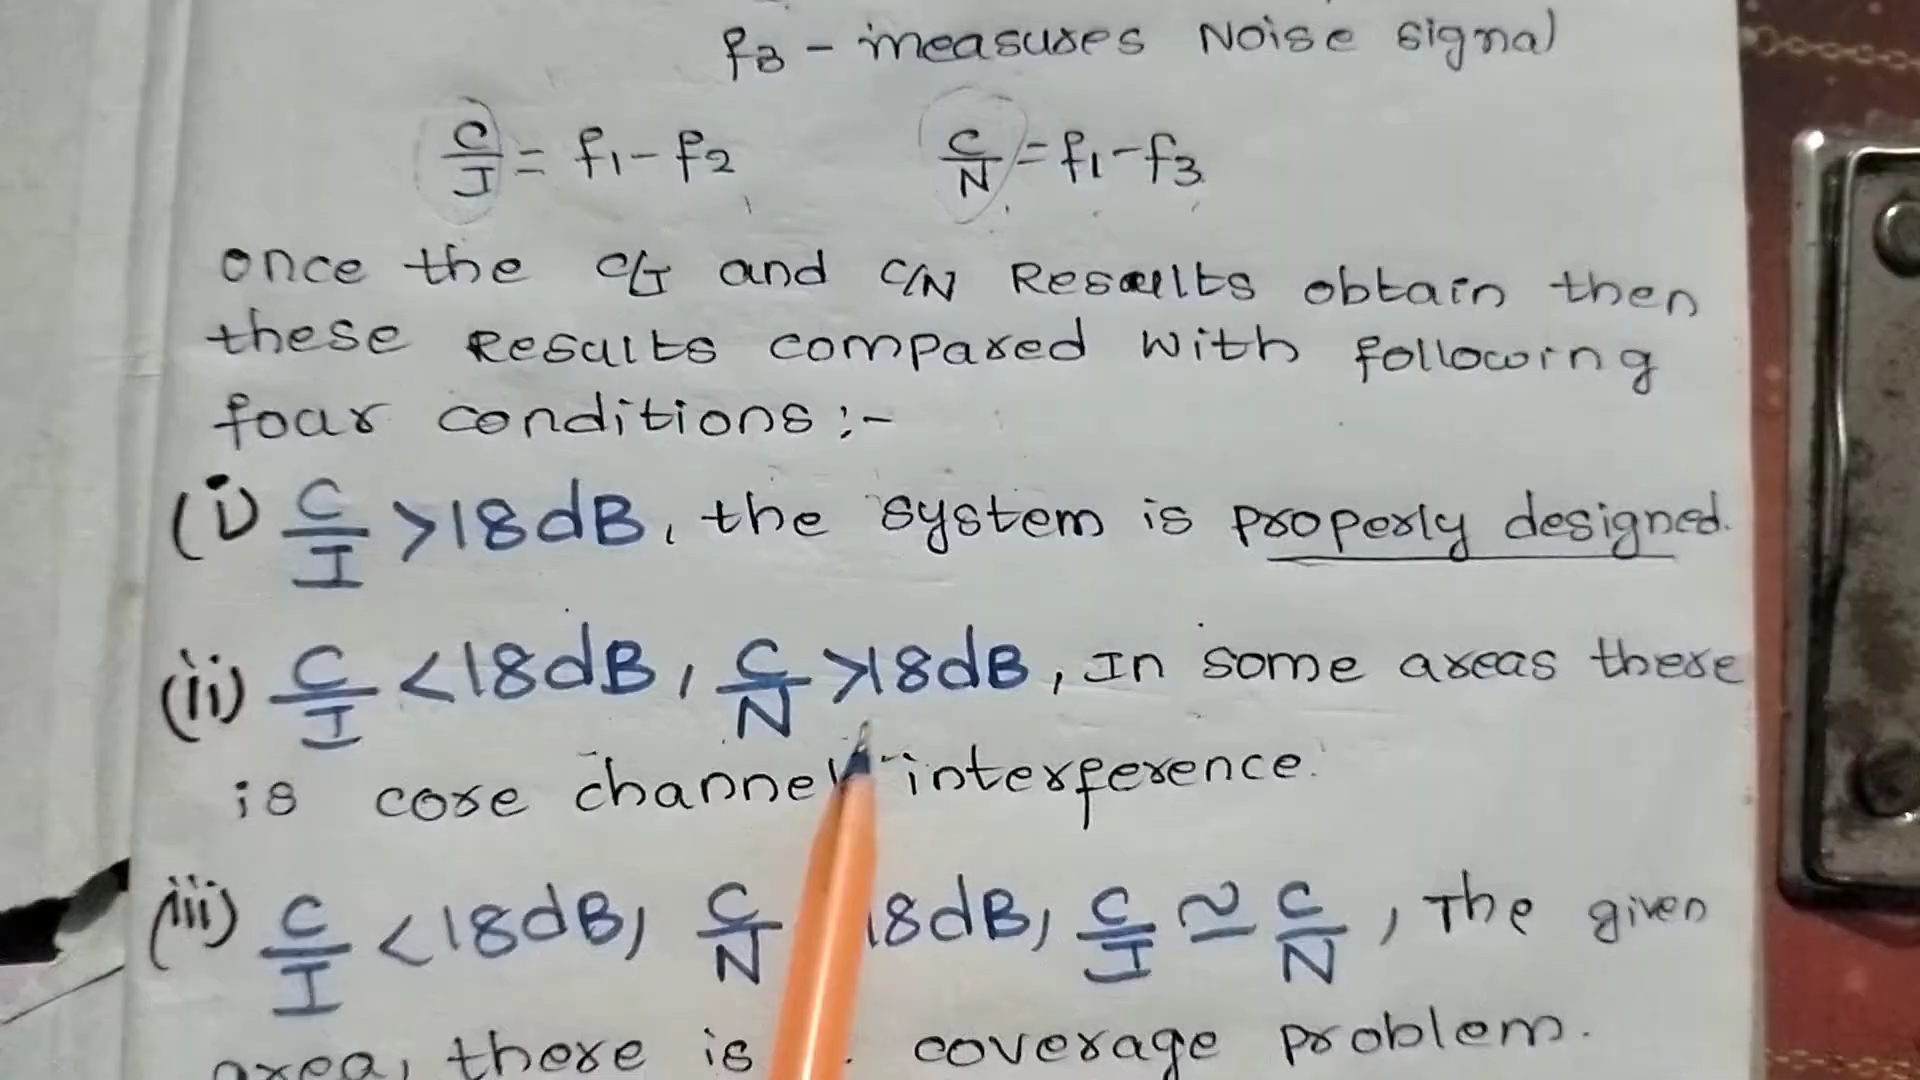 f3 - measures Noise signal
C/I = f1 - f2 C/N = f1 - f3
once the C/I and C/N Results obtain then
these Results compared with following
four conditions :-
(i) C/I > 18dB, the system is properly designed.
(ii) C/I < 18dB, C/N > 18dB, In some areas there
is core channel interference.
(iii) C/I < 18dB, C/N 18dB, C/I ≃ C/N, The given
area, there is coverage problem.